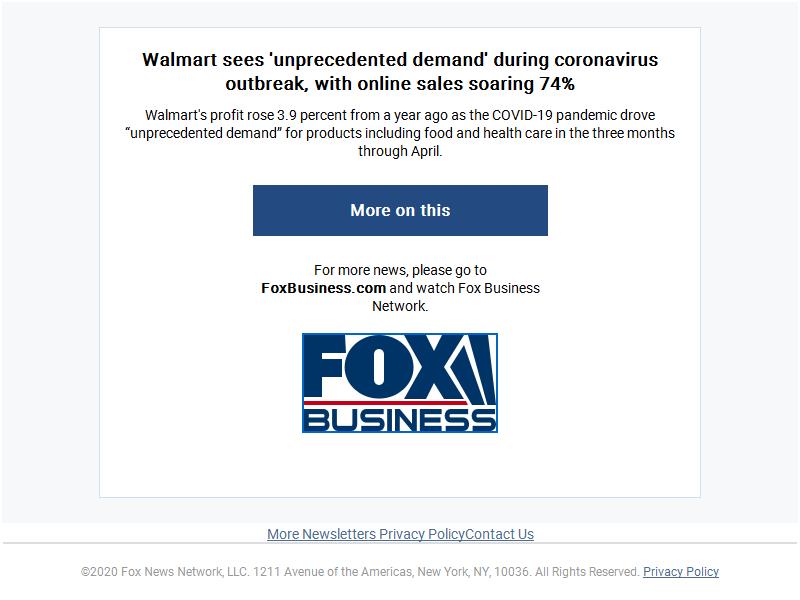 Walmart sees 'unprecedented demand' during coronavirus
outbreak, with online sales soaring 74%
Walmart's profit rose 3.9 percent from a year ago as the COVID-19 pandemic drove
“unprecedented demand” for products including food and health care in the three months
through April.
More on this
For more news, please go to
FoxBusiness.com and watch Fox Business
Network.
FOX
BUSINESS
More Newsletters Privacy PolicyContact Us
©2020 Fox News Network, LLC. 1211 Avenue of the Americas, New York, NY, 10036. All Rights Reserved. Privacy Policy